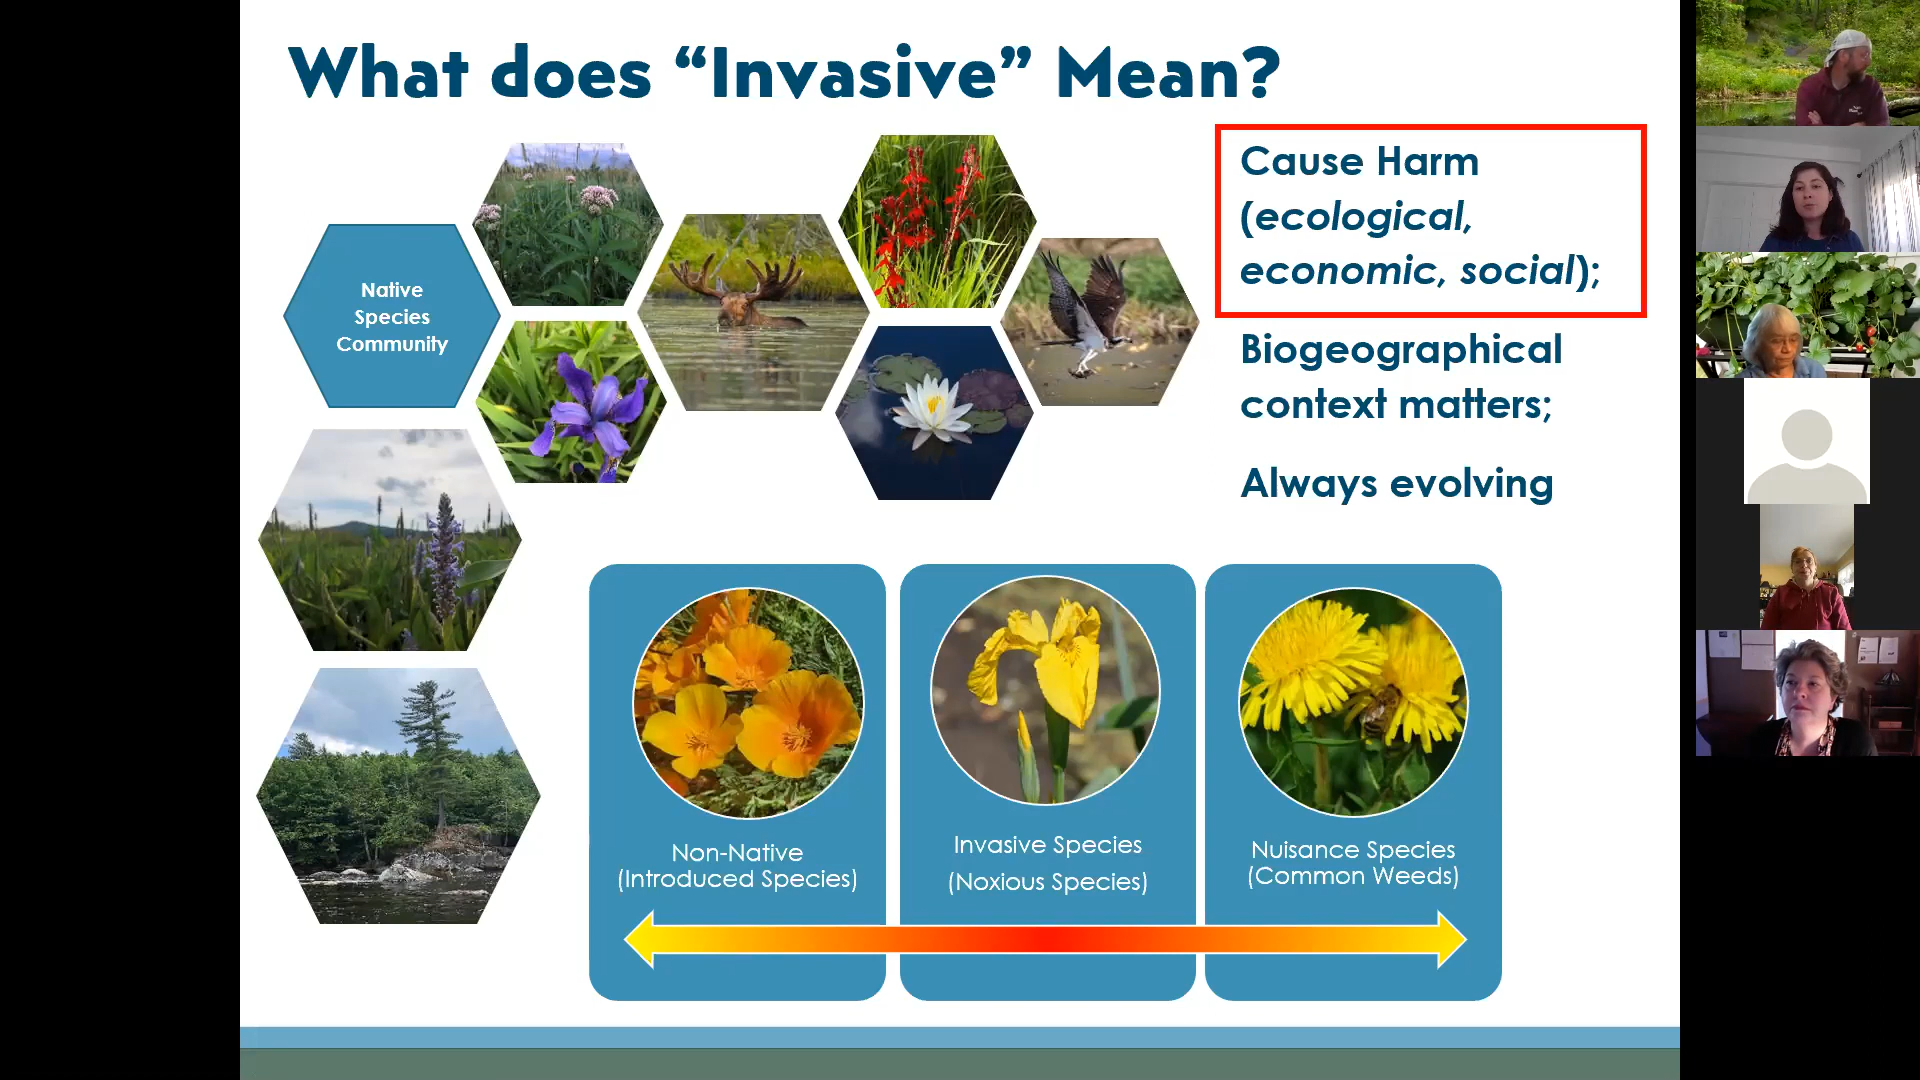 What does “Invasive” Mean?
Native
Species
Community
Cause Harm
(ecological,
economic, social);
Biogeographical
context matters;
Always evolving
Non-Native
(Introduced Species)
Invasive Species
(Noxious Species)
Nuisance Species
(Common Weeds)